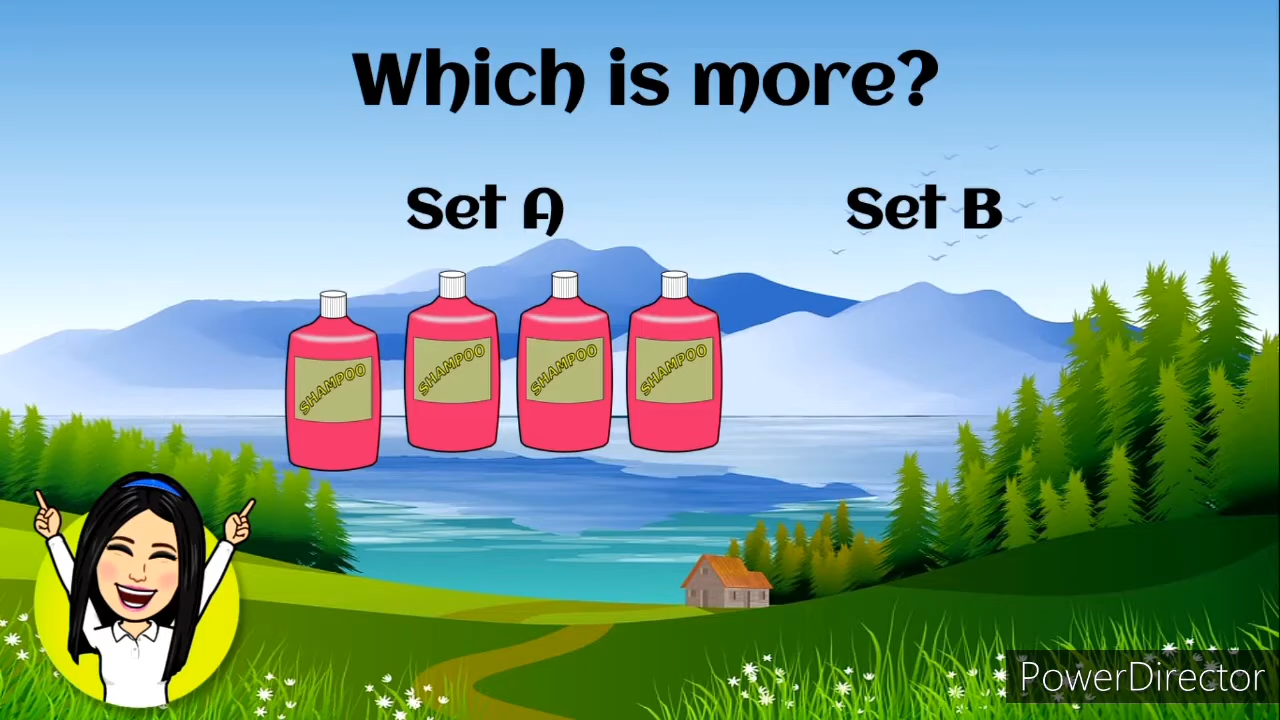 Which is more?
Set A
Set B
SHAMPOO
SHAMPOO
SHAMPOO
SHAMPOO
PowerDirector